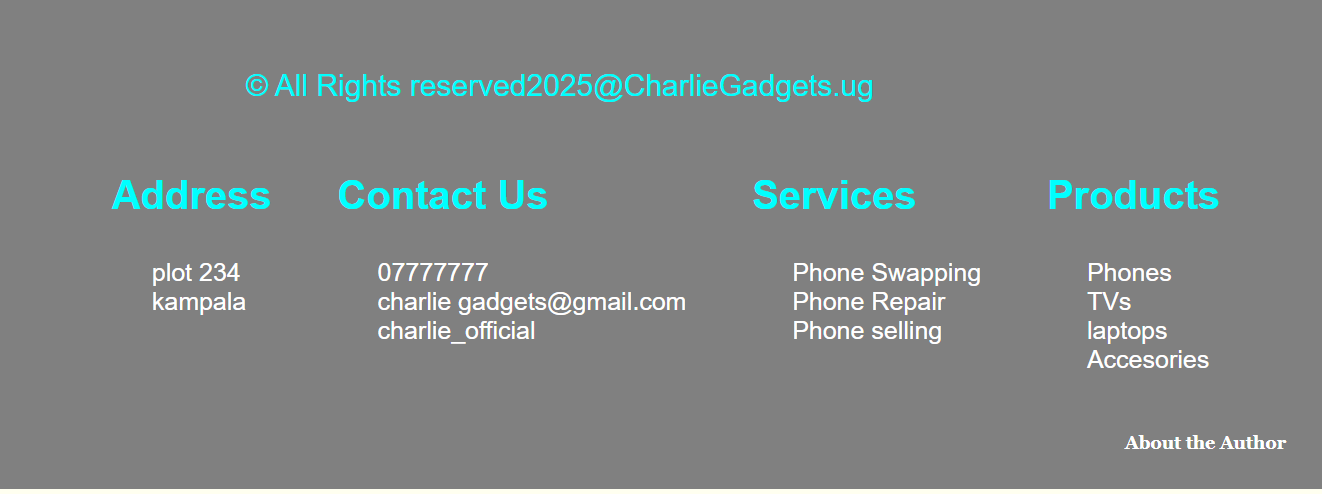 © All Rights reserved2025@CharlieGadgets.ug
Address
plot 234
kampala
Contact Us
07777777
charlie gadgets@gmail.com
charlie_official
Services
Phone Swapping
Phone Repair
Phone selling
Products
Phones
TVs
laptops
Accesories
About the Author